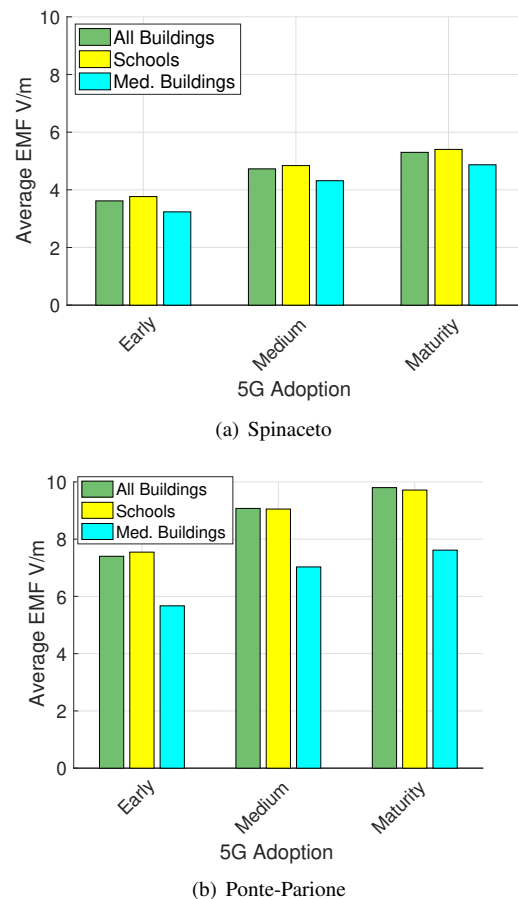 10
8
6
4
2
0
Average EMF V/m
All Buildings
Schools
Med. Buildings
Early
Medium
Maturity
5G Adoption
(a) Spinaceto
10
8
6
4
2
0
Average EMF V/m
All Buildings
Schools
Med. Buildings
Early
Medium
Maturity
5G Adoption
(b) Ponte-Parione